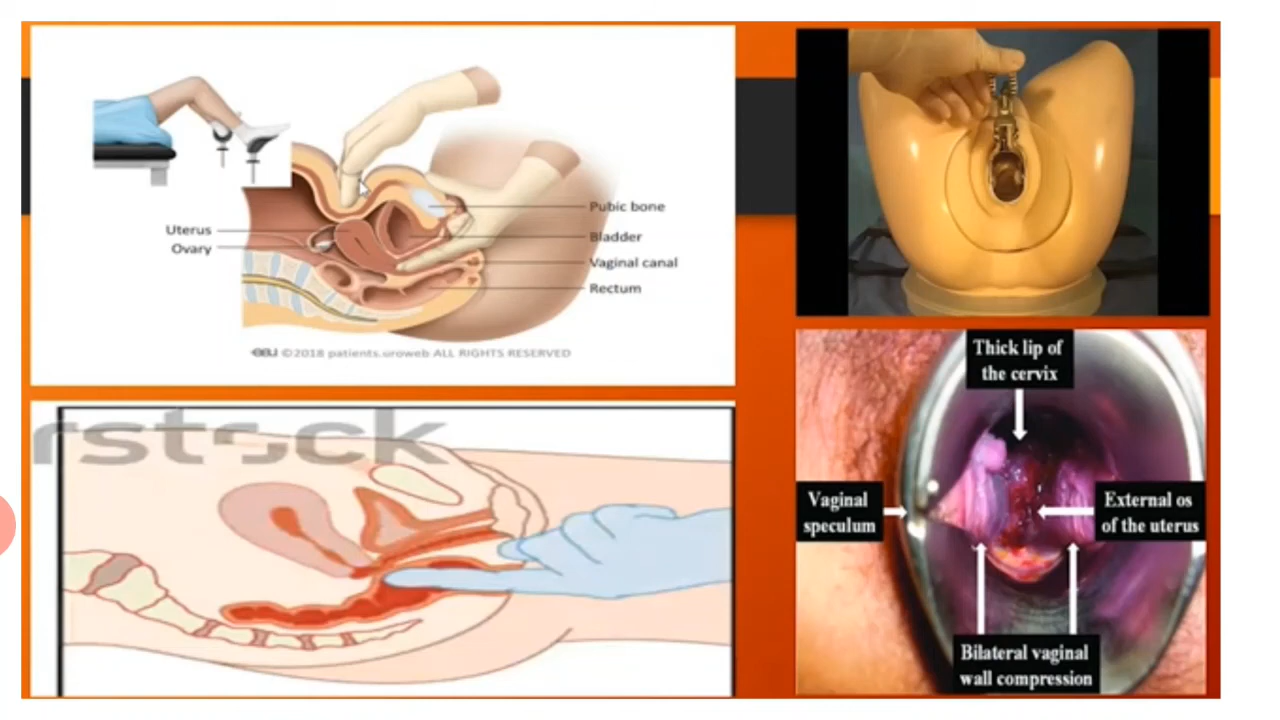 Pubic bone
Uterus
Bladder
Ovary
Vaginal canal
Rectum
©2018 patients.uroweb ALL RIGHTS RESERVED
Thick lip of
the cervix
Vaginal
speculum
External os
of the uterus
Bilateral vaginal
wall compression